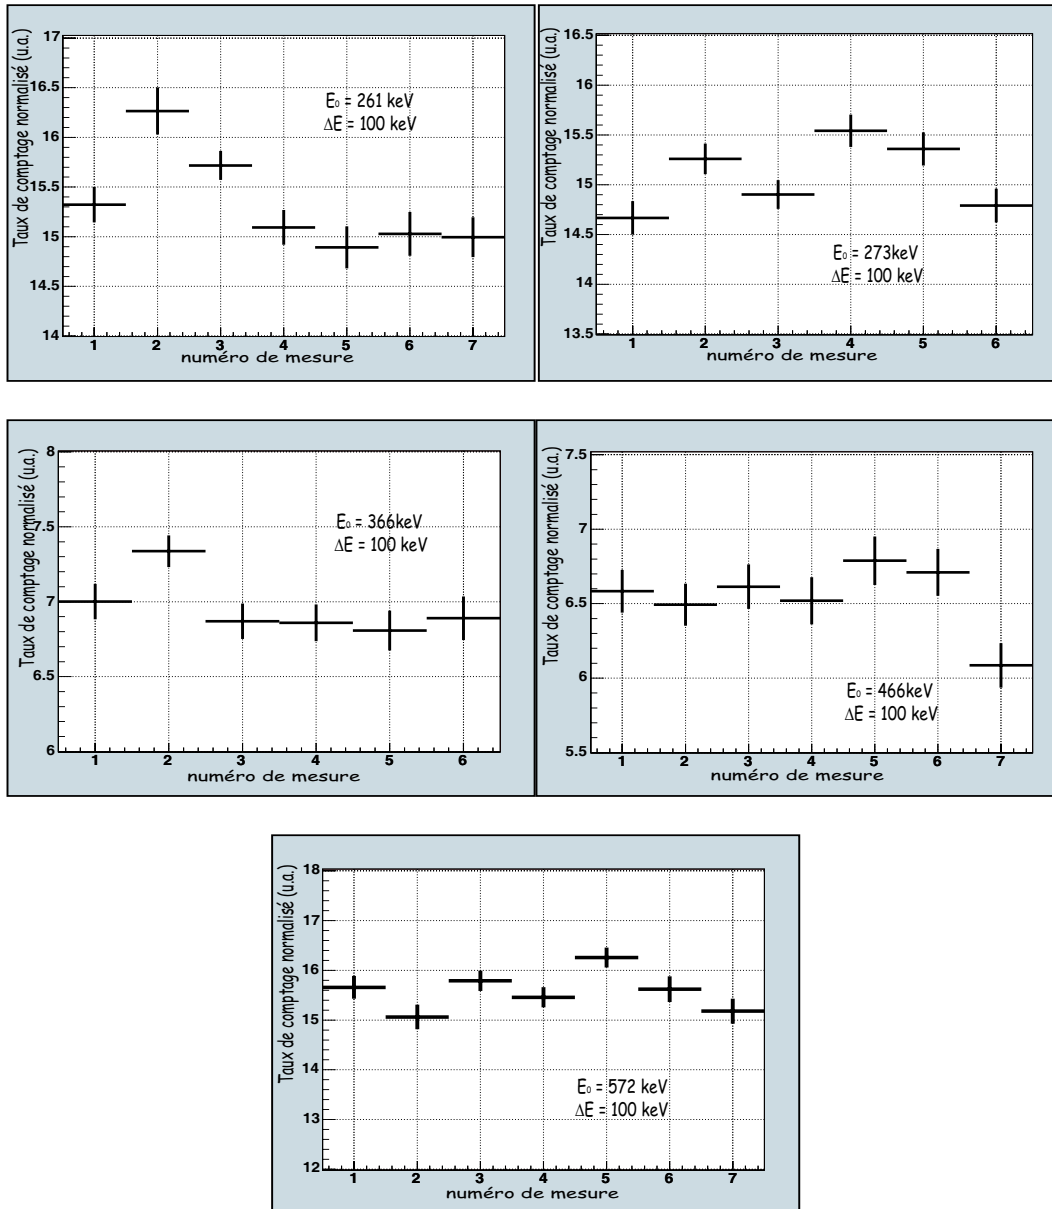 Taux de comptage normalisé (u.a.)
17
16.5
16
15.5
15
14.5
14
E₀ = 261 keV
ΔE = 100 keV
1 2 3 4 5 6 7
numéro de mesure
Taux de comptage normalisé (u.a.)
16.5
16
15.5
15
14.5
14
13.5
E₀ = 273keV
ΔE = 100 keV
1 2 3 4 5 6
numéro de mesure
Taux de comptage normalisé (u.a.)
8
7.5
7
6.5
6
E₀ = 366keV
ΔE = 100 keV
1 2 3 4 5 6
numéro de mesure
Taux de comptage normalisé (u.a.)
7.5
7
6.5
6
5.5
E₀ = 466keV
ΔE = 100 keV
1 2 3 4 5 6 7
numéro de mesure
Taux de comptage normalisé (u.a.)
18
17
16
15
14
13
12
E₀ = 572 keV
ΔE = 100 keV
1 2 3 4 5 6 7
numéro de mesure